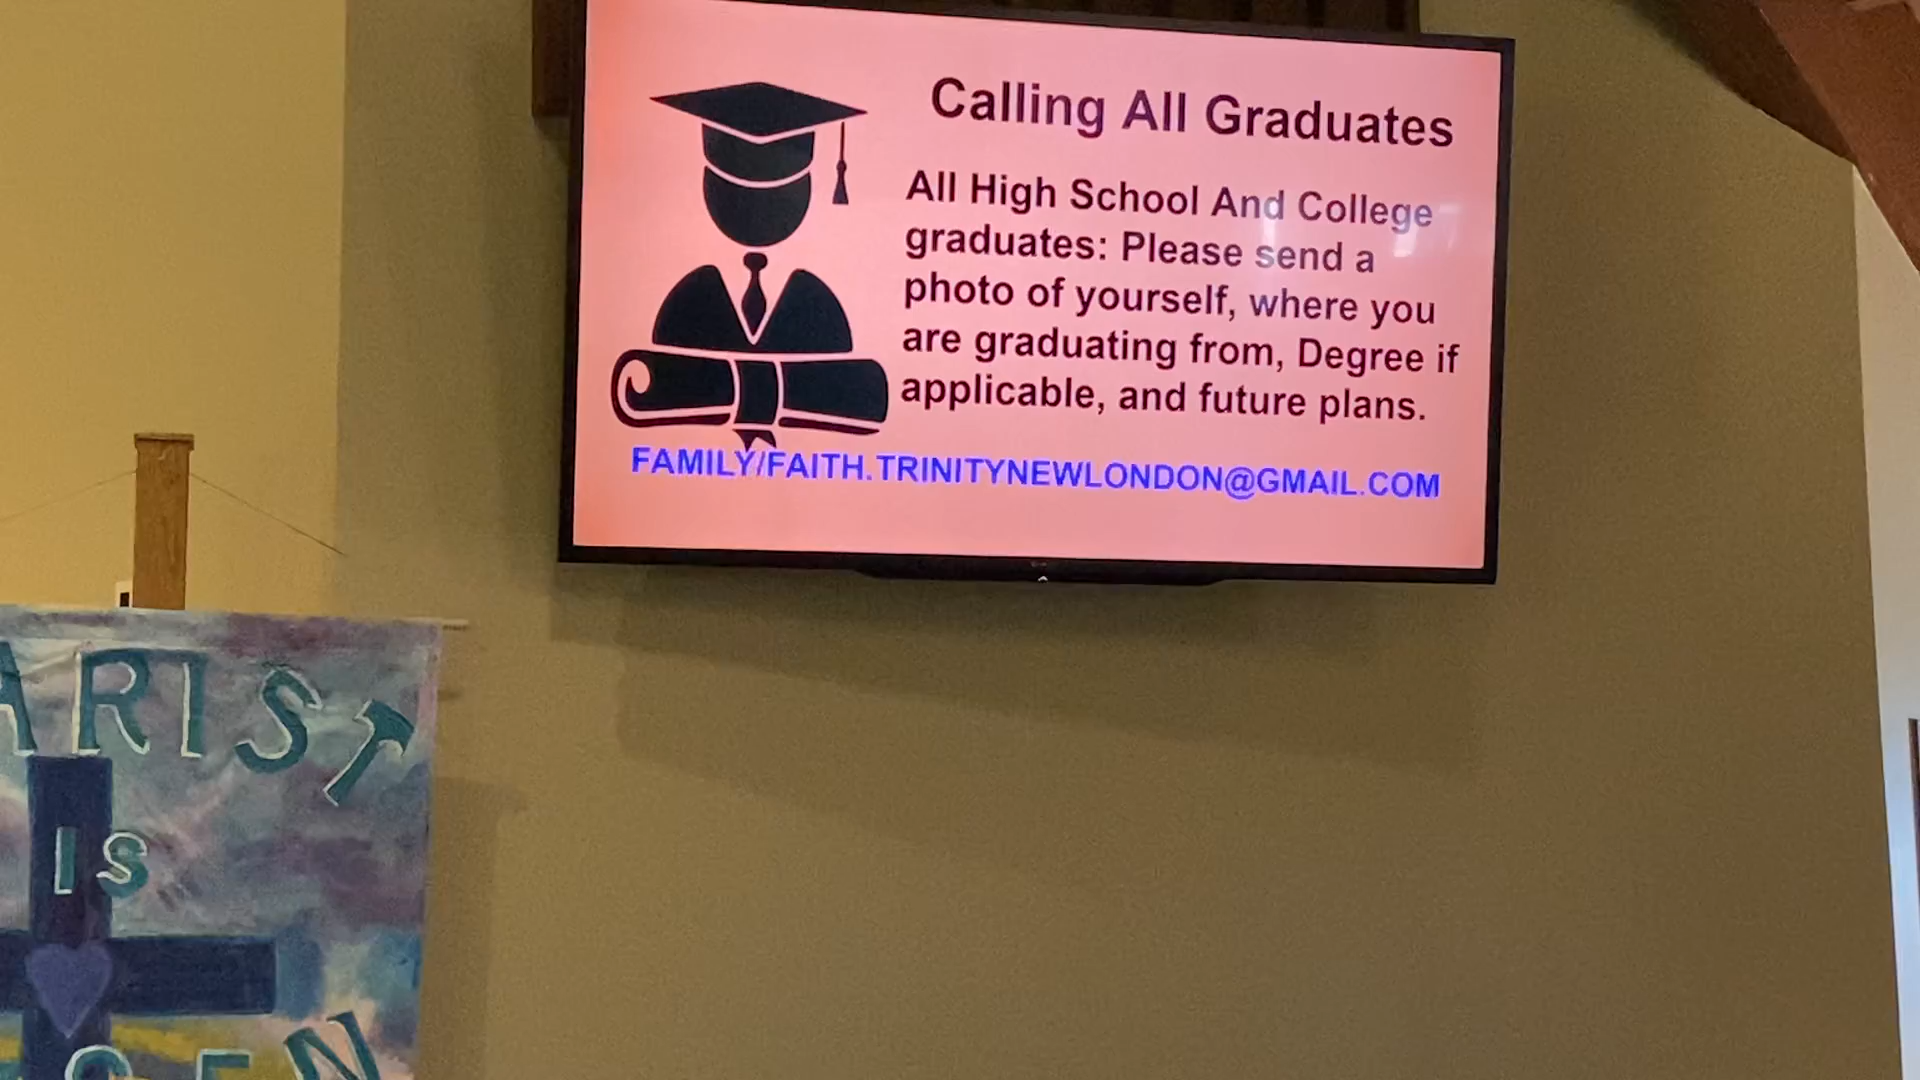 Calling All Graduates
All High School And College
graduates: Please send a
photo of yourself, where you
are graduating from, Degree if
applicable, and future plans.
FAMILY/FAITH.TRINITYNEWLONDON@GMAIL.COM
RIST
IS